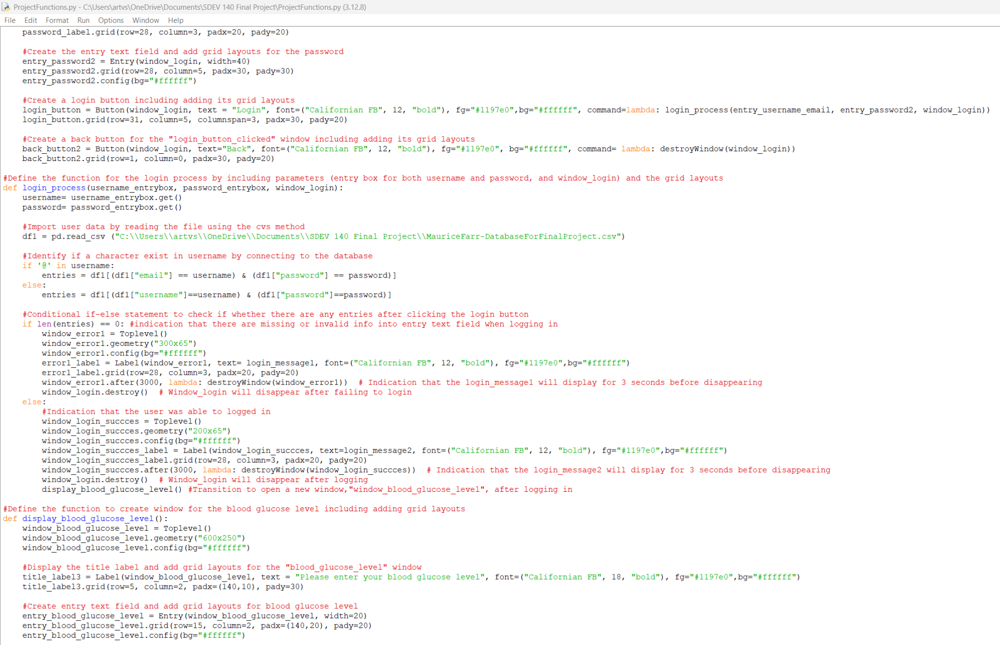 ProjectFunctions.py - C:\Users\artvs\OneDrive\Documents\SDEV 140 Final Project\ProjectFunctions.py (3.12.8)
File Edit Format Run Options Window Help
    password_label.grid(row=28, column=3, padx=20, pady=20)

    #Create the entry text field and add grid layouts for the password
    entry_password2 = Entry(window_login, width=40)
    entry_password2.grid(row=28, column=5, padx=30, pady=30)
    entry_password2.config(bg="#ffffff")

    #Create a login button including adding its grid layouts
    login_button = Button(window_login, text = "Login", font=("Californian FB", 12, "bold"), fg="#1197e0",bg="#ffffff", command=lambda: login_process(entry_username_email, entry_password2, window_login))
    login_button.grid(row=31, column=5, columnspan=3, padx=30, pady=20)

    #Create a back button for the "login_button_clicked" window including adding its grid layouts
    back_button2 = Button(window_login, text="Back", font=("Californian FB", 12, "bold"), fg="#1197e0", bg="#ffffff", command= lambda: destroyWindow(window_login))
    back_button2.grid(row=1, column=0, padx=30, pady=20)

#Define the function for the login process by including parameters (entry box for both username and password, and window_login) and the grid layouts
def login_process(username_entrybox, password_entrybox, window_login):
    username= username_entrybox.get()
    password= password_entrybox.get()

    #Import user data by reading the file using the cvs method
    df1 = pd.read_csv ("C:\\Users\\artvs\\OneDrive\\Documents\\SDEV 140 Final Project\\MauriceFarr-DatabaseForFinalProject.csv")

    #Identify if a character exist in username by connecting to the database
    if '@' in username:
        entries = df1[(df1["email"] == username) & (df1["password"] == password)]
    else:
        entries = df1[(df1["username"]==username) & (df1["password"]==password)]

    #Conditional if-else statement to check if whether there are any entries after clicking the login button
    if len(entries) == 0: #indication that there are missing or invalid info into entry text field when logging in
        window_error1 = Toplevel()
        window_error1.geometry("300x65")
        window_error1.config(bg="#ffffff")
        error1_label = Label(window_error1, text= login_message1, font=("Californian FB", 12, "bold"), fg="#1197e0",bg="#ffffff")
        error1_label.grid(row=28, column=3, padx=20, pady=20)
        window_error1.after(3000, lambda: destroyWindow(window_error1))  # Indication that the login_message1 will display for 3 seconds before disappearing
        window_login.destroy()  # Window_login will disappear after failing to login
    else:
        #Indication that the user was able to logged in
        window_login_succces = Toplevel()
        window_login_succces.geometry("200x65")
        window_login_succces.config(bg="#ffffff")
        window_login_succces_label = Label(window_login_succces, text=login_message2, font=("Californian FB", 12, "bold"), fg="#1197e0",bg="#ffffff")
        window_login_succces_label.grid(row=28, column=3, padx=20, pady=20)
        window_login_succces.after(3000, lambda: destroyWindow(window_login_succces))  # Indication that the login_message2 will display for 3 seconds before disappearing
        window_login.destroy()  # Window_login will disappear after logging
        display_blood_glucose_level() #Transition to open a new window,"window_blood_glucose_level", after logging in

#Define the function to create window for the blood glucose level including adding grid layouts
def display_blood_glucose_level():
    window_blood_glucose_level = Toplevel()
    window_blood_glucose_level.geometry("600x250")
    window_blood_glucose_level.config(bg="#ffffff")

    #Display the title label and add grid layouts for the "blood_glucose_level" window
    title_label3 = Label(window_blood_glucose_level, text = "Please enter your blood glucose level", font=("Californian FB", 18, "bold"), fg="#1197e0",bg="#ffffff")
    title_label3.grid(row=5, column=2, padx=(140,10), pady=30)

    #Create entry text field and add grid layouts for blood glucose level
    entry_blood_glucose_level = Entry(window_blood_glucose_level, width=20)
    entry_blood_glucose_level.grid(row=15, column=2, padx=(140,20), pady=20)
    entry_blood_glucose_level.config(bg="#ffffff")